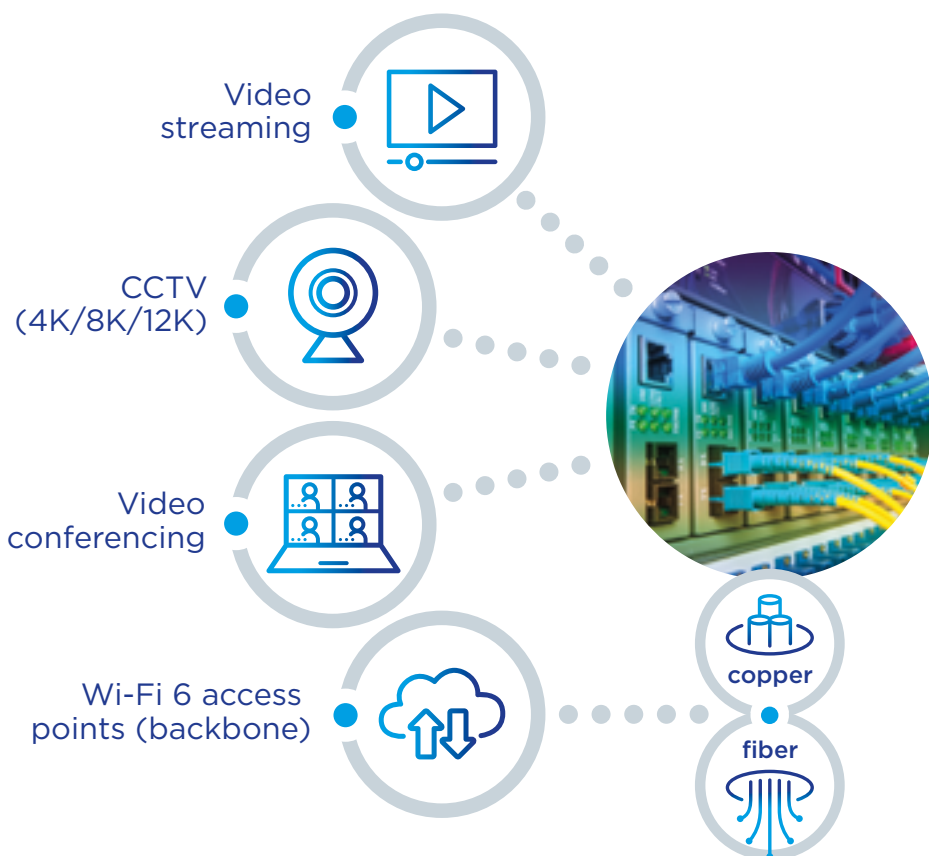 Video
streaming
CCTV
(4K/8K/12K)
Video
conferencing
Wi-Fi 6 access
points (backbone)
copper
fiber